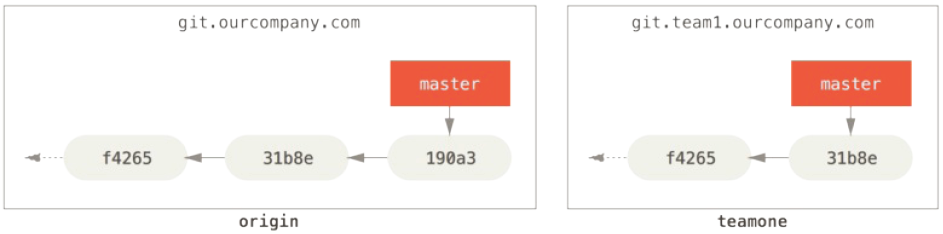 git.ourcompany.com
master
f4265
31b8e
190a3
origin
git.team1.ourcompany.com
master
f4265
31b8e
teamone